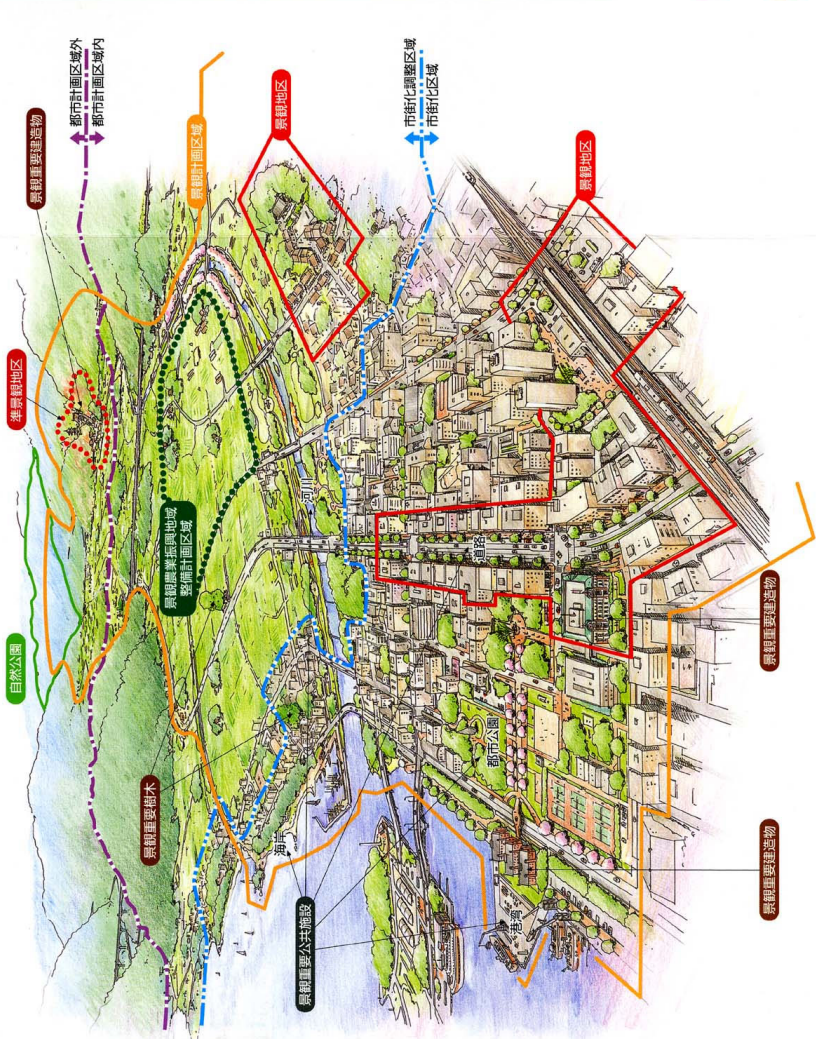 都市計画区域外
都市計画区域内
景観重要建造物
景観計画区域
景観地区
市街化調整区域
市街化区域
景観地区
準景観地区
自然公園
景観農業振興地域
整備計画区域
河川
道路
景観重要樹木
海岸
都市公園
景観重要公共施設
港湾
景観重要建造物
景観重要建造物